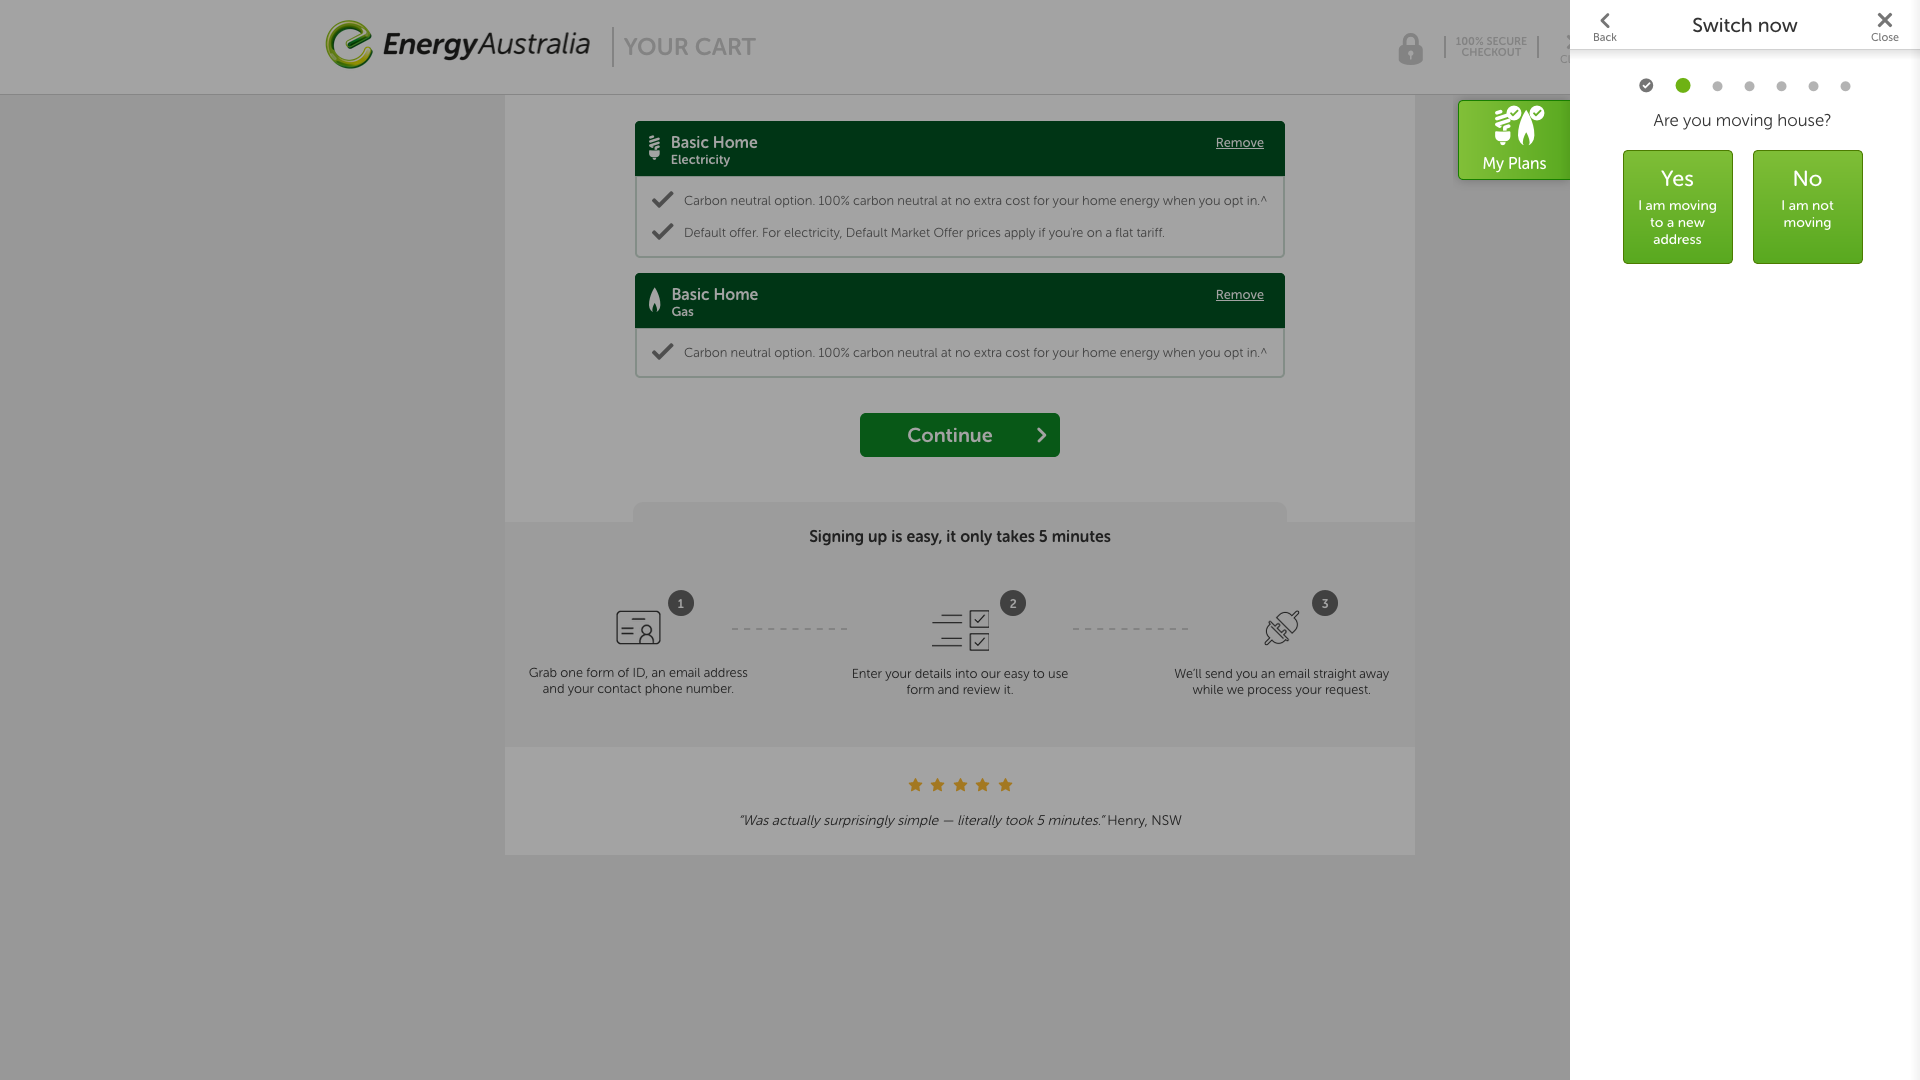 EnergyAustralia
YOUR CART
100% SECURE
CHECKOUT
Basic Home
Electricity
Remove
Carbon neutral option. 100% carbon neutral at no extra cost for your home energy when you opt in.^
Default offer. For electricity, Default Market Offer prices apply if you're on a flat tariff.
Basic Home
Gas
Remove
Carbon neutral option. 100% carbon neutral at no extra cost for your home energy when you opt in.^
Continue
Signing up is easy, it only takes 5 minutes
1
Grab one form of ID, an email address
and your contact phone number.
2
Enter your details into our easy to use
form and review it.
3
We'll send you an email straight away
while we process your request.
"Was actually surprisingly simple — literally took 5 minutes." Henry, NSW
My Plans
Back
Switch now
Close
Are you moving house?
Yes
I am moving
to a new
address
No
I am not
moving